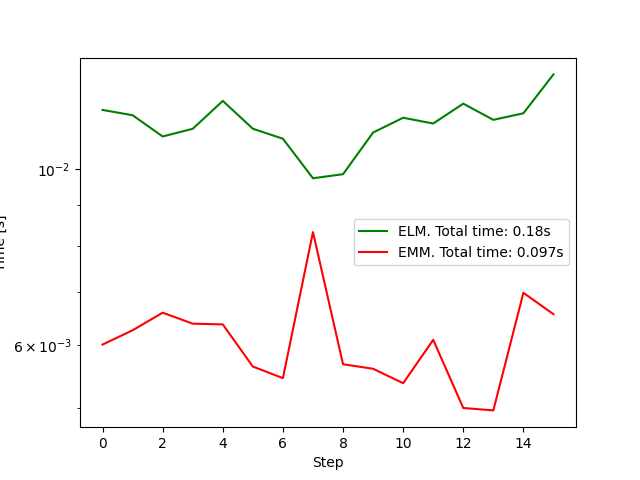 10⁻²
6 × 10⁻³
Time [s]
ELM. Total time: 0.18s
EMM. Total time: 0.097s
0 2 4 6 8 10 12 14
Step